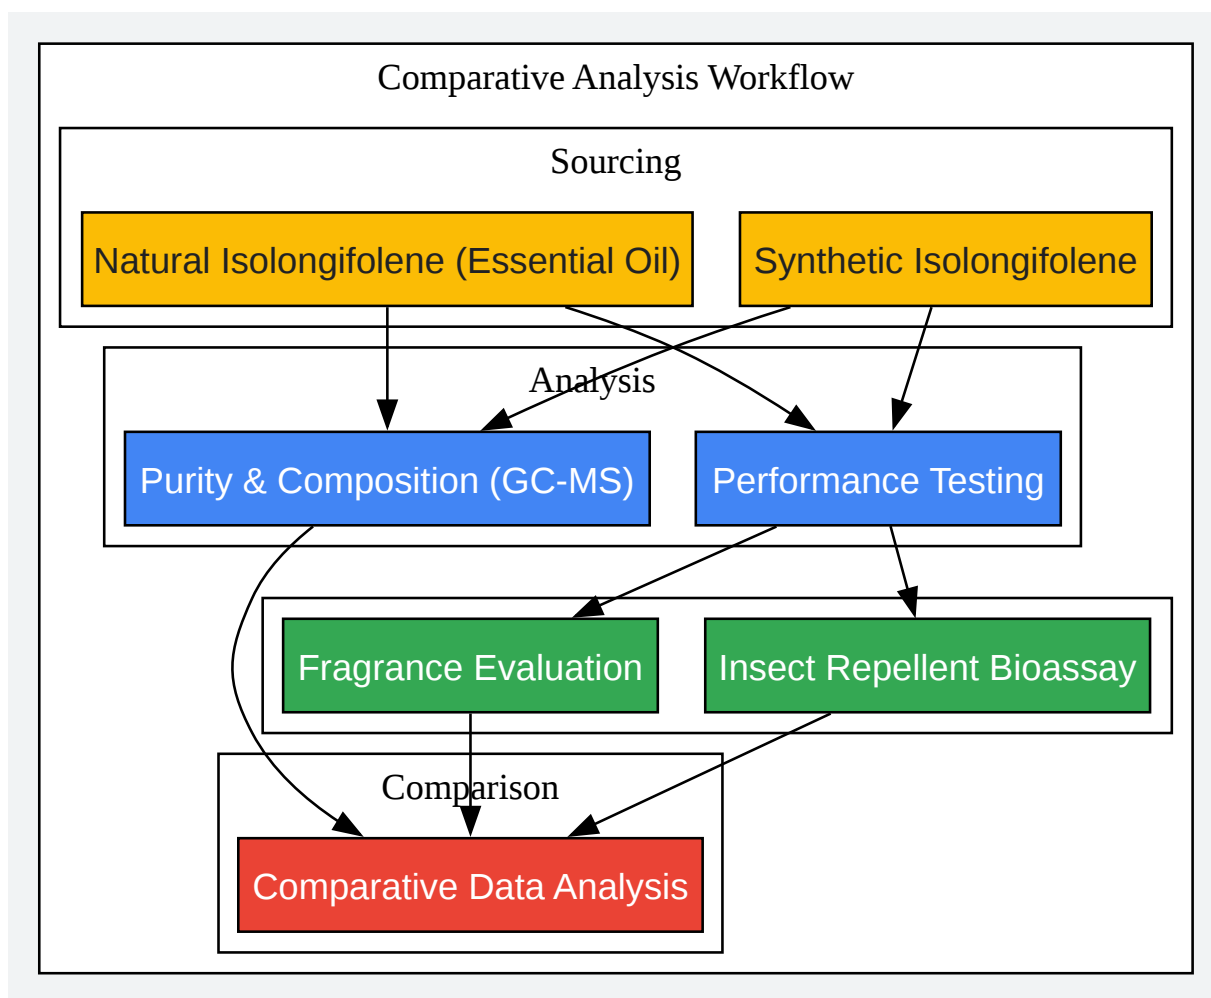 Comparative Analysis Workflow
Sourcing
Natural Isolongifolene (Essential Oil)
Synthetic Isolongifolene
Analysis
Purity & Composition (GC-MS)
Performance Testing
Fragrance Evaluation
Insect Repellent Bioassay
Comparison
Comparative Data Analysis